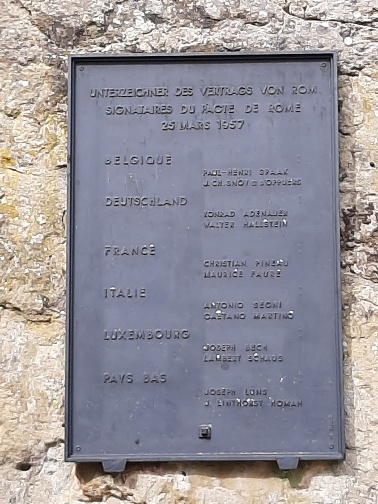 UNTERZEICHNER DES VERTRAGS VON ROM
SIGNATAIRES DU PACTE DE ROME
25 MARS 1957
BELGIQUE
PAUL-HENRI SPAAK
J. CH. SNOY D'OPPUERS
DEUTSCHLAND
KONRAD ADENAUER
WALTER HALLSTEIN
FRANCE
CHRISTIAN PINEAU
MAURICE FAURE
ITALIE
ANTONIO SEGNI
GAETANO MARTINO
LUXEMBOURG
JOSEPH BECH
LAMBERT SCHAUS
PAYS BAS
JOSEPH LUNS
J. LINTHORST HOMAN